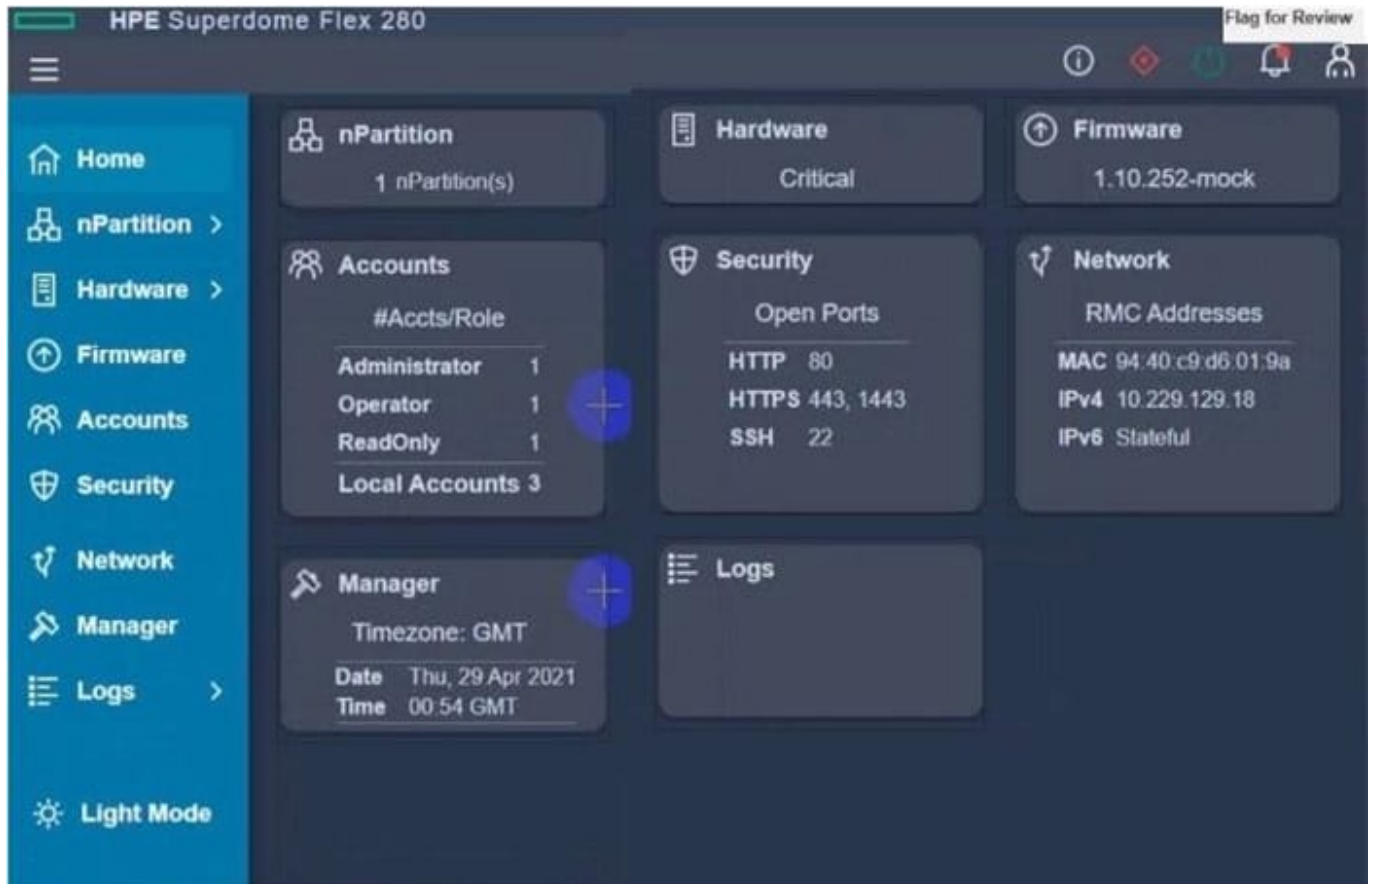 HPE Superdome Flex 280
Flag for Review
Home
nPartition
Hardware
Firmware
Accounts
Security
Network
Manager
Logs
Light Mode
nPartition
1 nPartition(s)
Hardware
Critical
Firmware
1.10.252-mock
Accounts
#Accts/Role
Administrator 1
Operator 1
ReadOnly 1
Local Accounts 3
Security
Open Ports
HTTP 80
HTTPS 443, 1443
SSH 22
Network
RMC Addresses
MAC 94:40:c9:d6:01:9a
IPv4 10.229.129.18
IPv6 Stateful
Manager
Timezone: GMT
Date Thu, 29 Apr 2021
Time 00:54 GMT
Logs